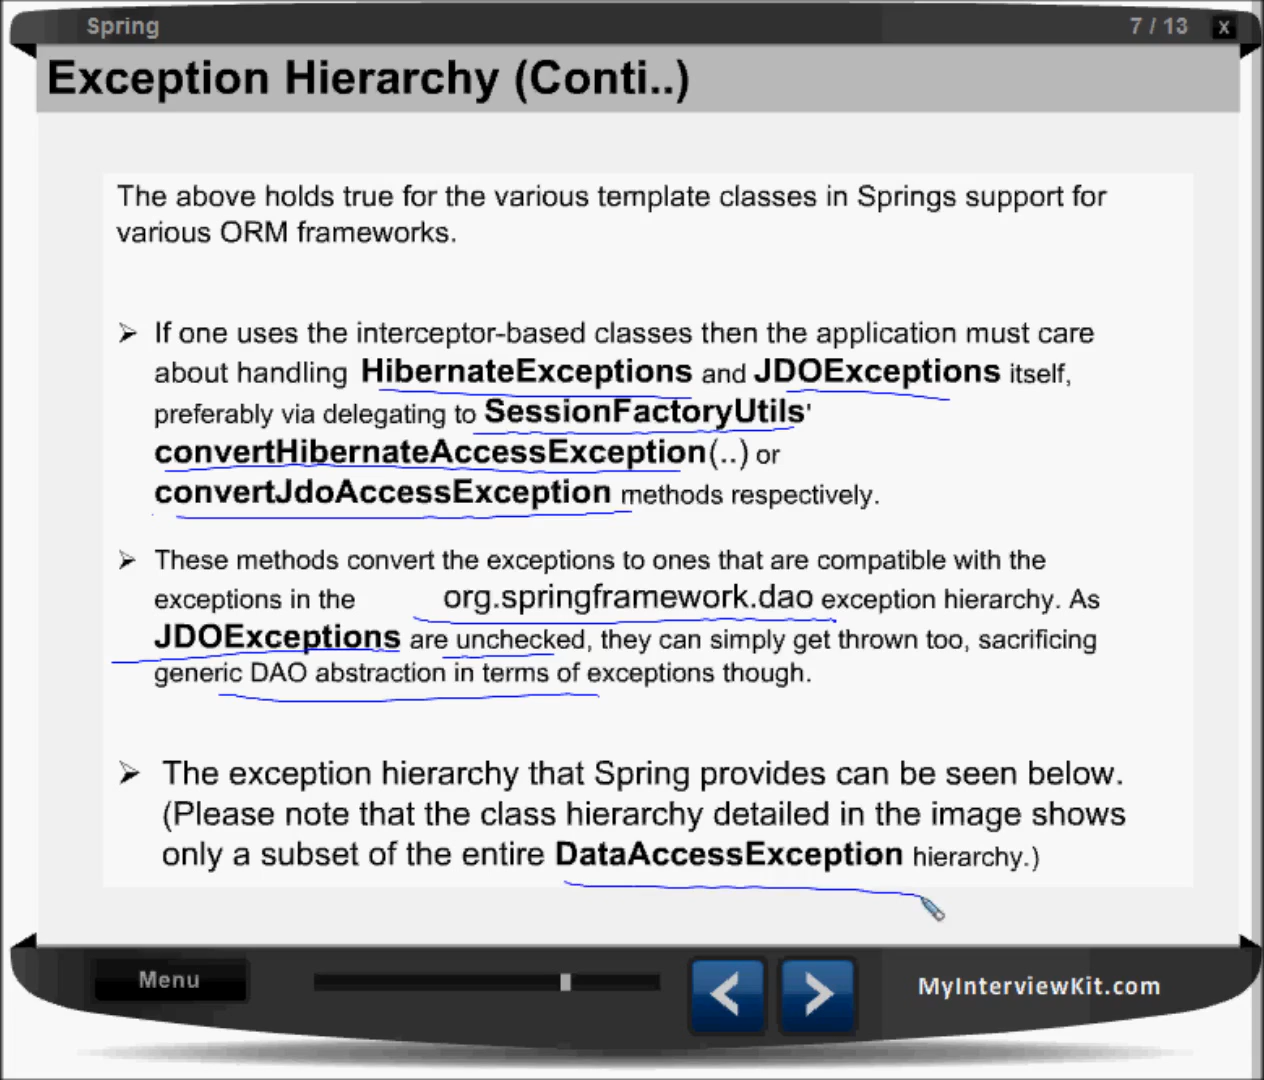 Spring
7 / 13
X
Exception Hierarchy (Conti..)
The above holds true for the various template classes in Springs support for
various ORM frameworks.
➢ If one uses the interceptor-based classes then the application must care
about handling HibernateExceptions and JDOExceptions itself,
preferably via delegating to SessionFactoryUtils'
convertHibernateAccessException(..) or
convertJdoAccessException methods respectively.
➢ These methods convert the exceptions to ones that are compatible with the
exceptions in the org.springframework.dao exception hierarchy. As
JDOExceptions are unchecked, they can simply get thrown too, sacrificing
generic DAO abstraction in terms of exceptions though.
➢ The exception hierarchy that Spring provides can be seen below.
(Please note that the class hierarchy detailed in the image shows
only a subset of the entire DataAccessException hierarchy.)
Menu
MyInterviewKit.com